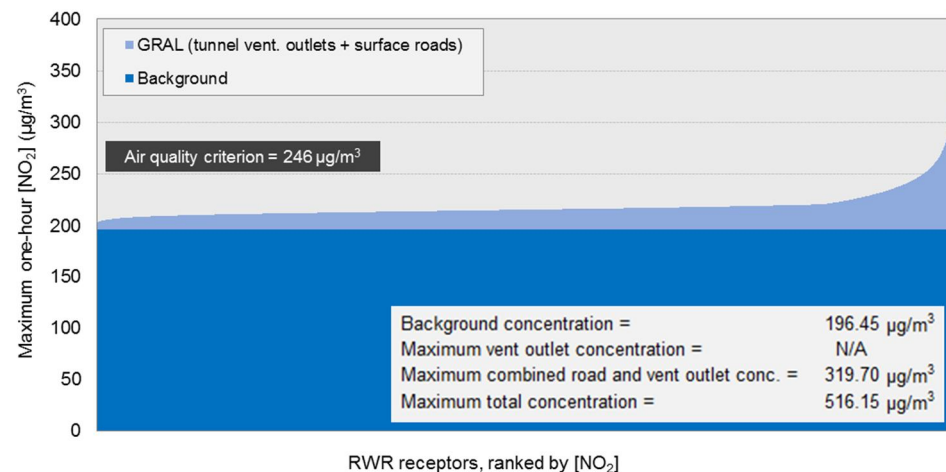 400
350
300
250
200
150
100
50
0
Maximum one-hour [NO₂] (µg/m³)
GRAL (tunnel vent. outlets + surface roads)
Background
Air quality criterion = 246 µg/m³
Background concentration = 196.45 µg/m³
Maximum vent outlet concentration = N/A
Maximum combined road and vent outlet conc. = 319.70 µg/m³
Maximum total concentration = 516.15 µg/m³
RWR receptors, ranked by [NO₂]